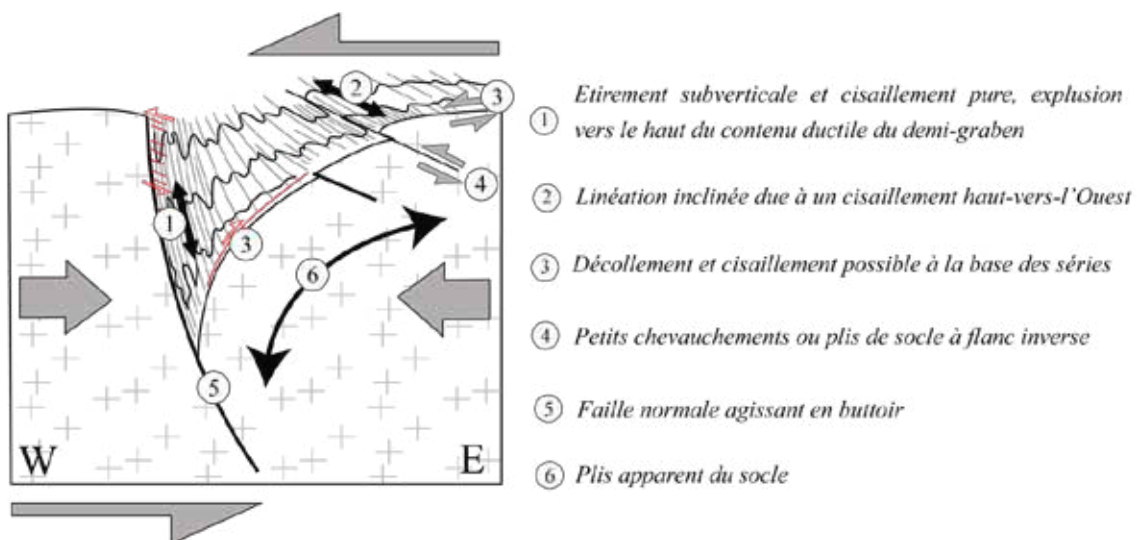 2
3
4
1
3
6
5
W
E
1 Etirement subverticale et cisaillement pure, explusion
vers le haut du contenu ductile du demi-graben
2 Linéation inclinée due à un cisaillement haut-vers-l'Ouest
3 Décollement et cisaillement possible à la base des séries
4 Petits chevauchements ou plis de socle à flanc inverse
5 Faille normale agissant en buttoir
6 Plis apparent du socle